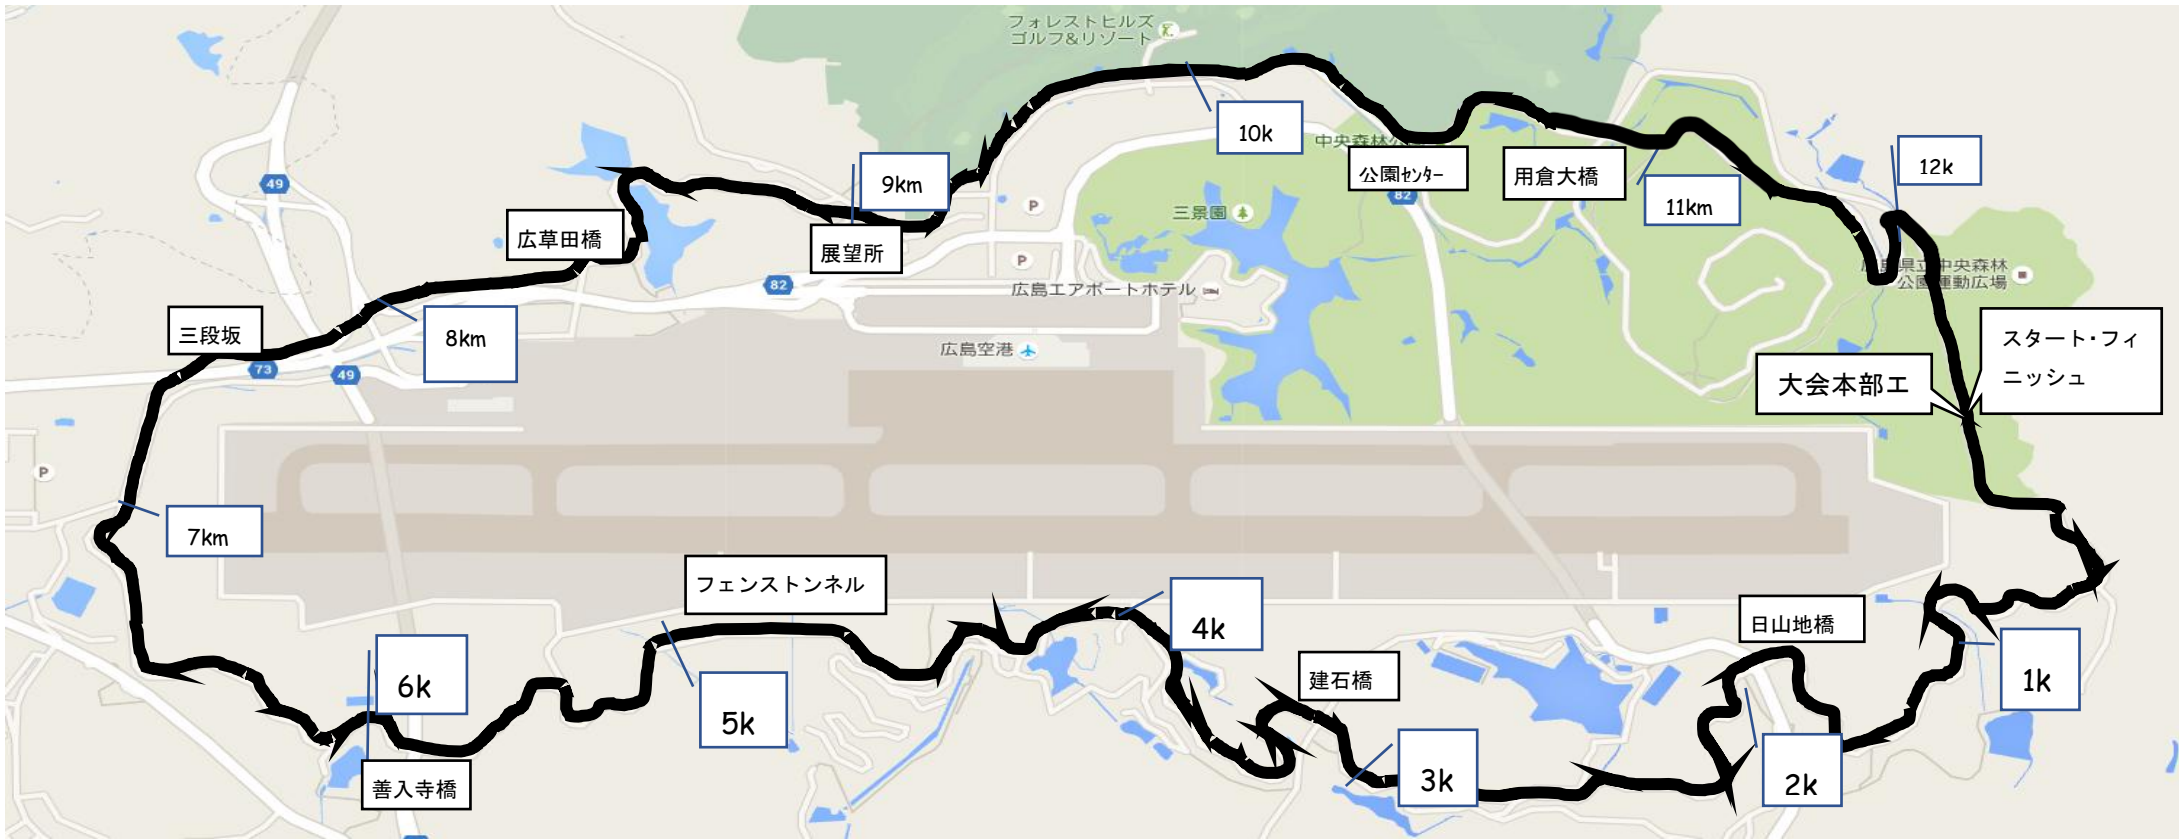 フォレストヒルズ
ゴルフ&リゾート
10k
中央森林公
公園ｾﾝﾀｰ
用倉大橋
12k
49
9km
P
三景園
82
11km
広草田橋
展望所
P
82
広島エアポートホテル
県立中央森林
公園運動広場
三段坂
8km
広島空港
スタート・フィ
ニッシュ
大会本部エ
73
49
P
7km
フェンストンネル
4k
日山地橋
6k
5k
建石橋
1k
3k
2k
善入寺橋